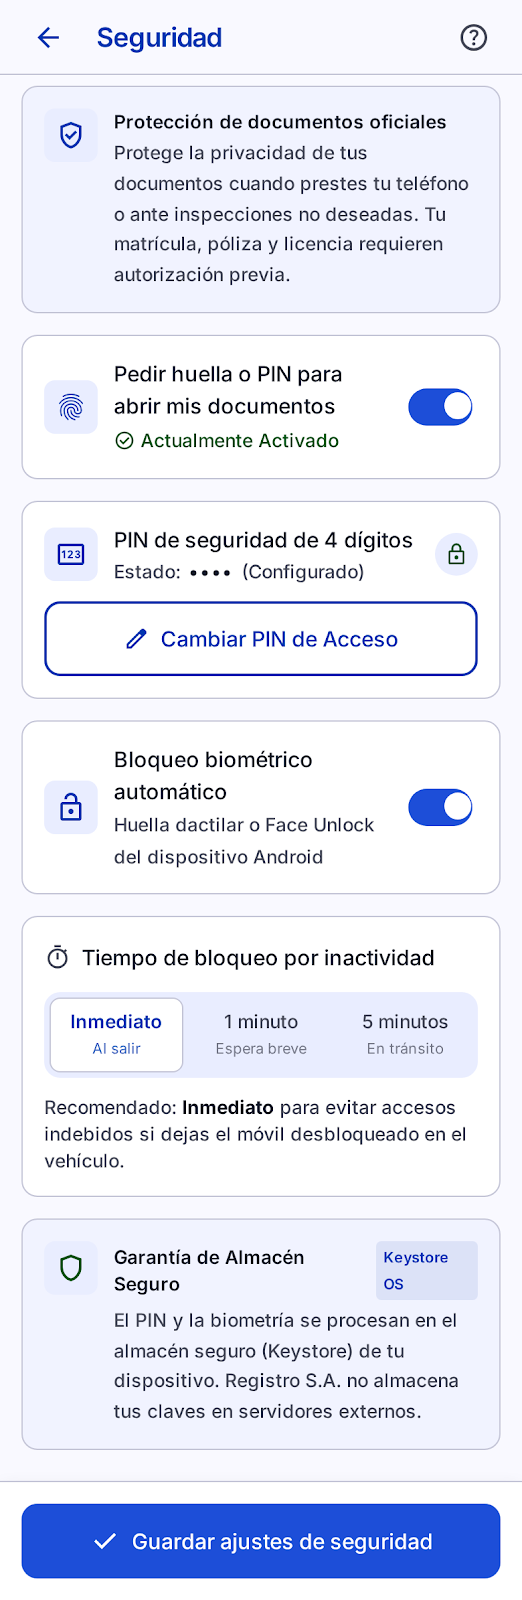 Seguridad
Protección de documentos oficiales
Protege la privacidad de tus
documentos cuando prestes tu teléfono
o ante inspecciones no deseadas. Tu
matrícula, póliza y licencia requieren
autorización previa.
Pedir huella o PIN para
abrir mis documentos
Actualmente Activado
123
PIN de seguridad de 4 dígitos
Estado: •••• (Configurado)
Cambiar PIN de Acceso
Bloqueo biométrico
automático
Huella dactilar o Face Unlock
del dispositivo Android
Tiempo de bloqueo por inactividad
Inmediato 1 minuto 5 minutos
Al salir Espera breve En tránsito
Recomendado: Inmediato para evitar accesos
indebidos si dejas el móvil desbloqueado en el
vehículo.
Garantía de Almacén
Seguro
Keystore
OS
El PIN y la biometría se procesan en el
almacén seguro (Keystore) de tu
dispositivo. Registro S.A. no almacena
tus claves en servidores externos.
Guardar ajustes de seguridad